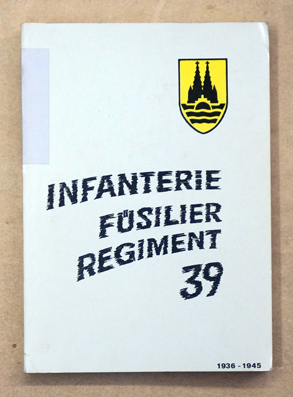 INFANTERIE
FÜSILIER
REGIMENT
39
1936 - 1945